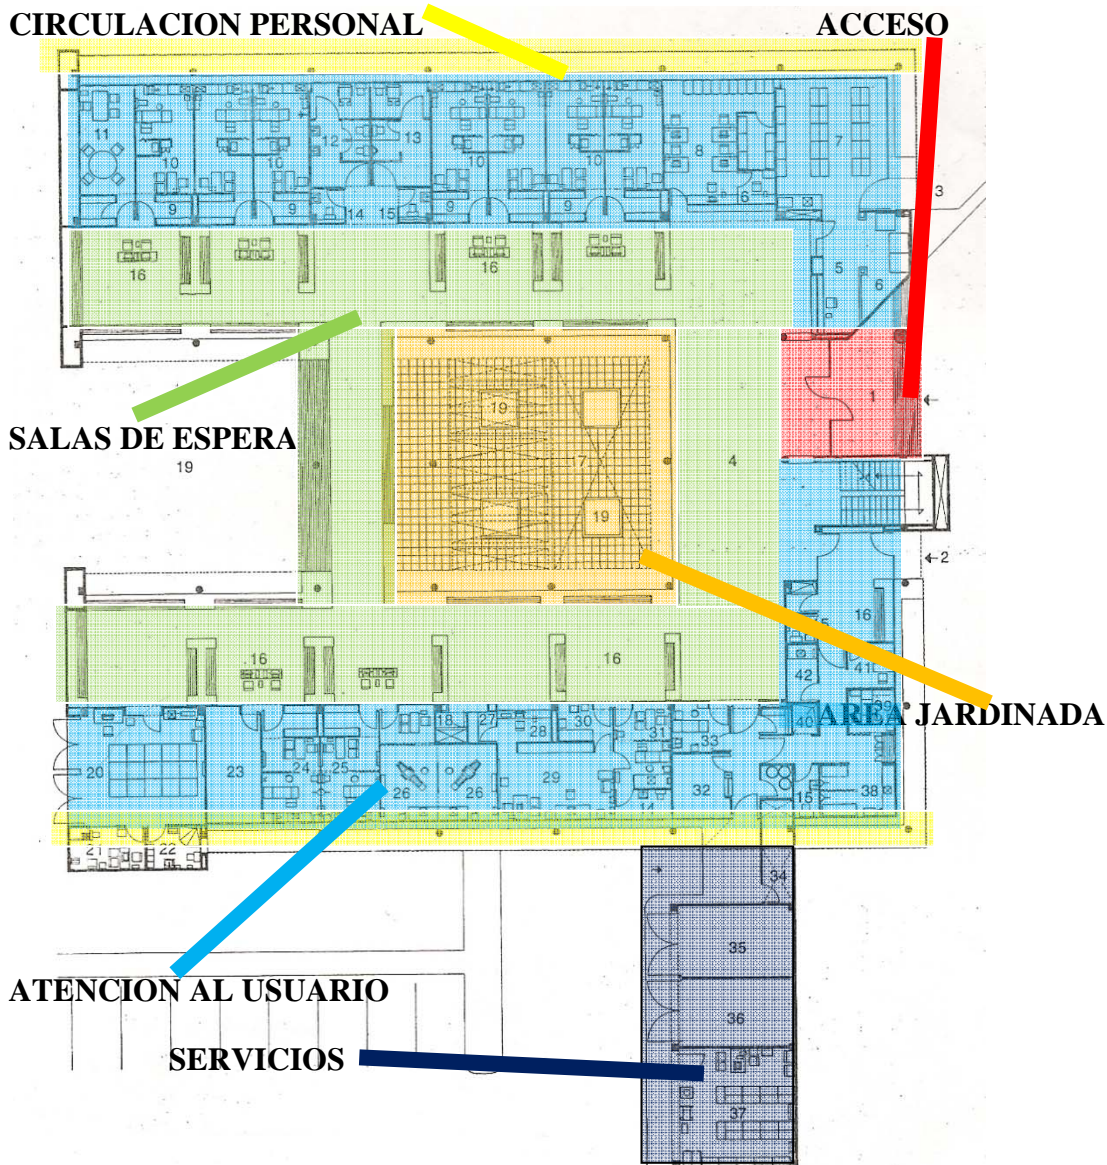 CIRCULACION PERSONAL ACCESO
11 10 10 12 13 10 10 8 7
3
9 9 14 15 9 9 6
16 16 5 6
1
19 17 4
SALAS DE ESPERA
19
19
2
16 16 5 16
42 41
39
40 AREA JARDINADA
18 27 28 30 31 33
20 23 24 25 26 26 29 32 15 38
14
21 22
34
35
ATENCION AL USUARIO
36
SERVICIOS
37